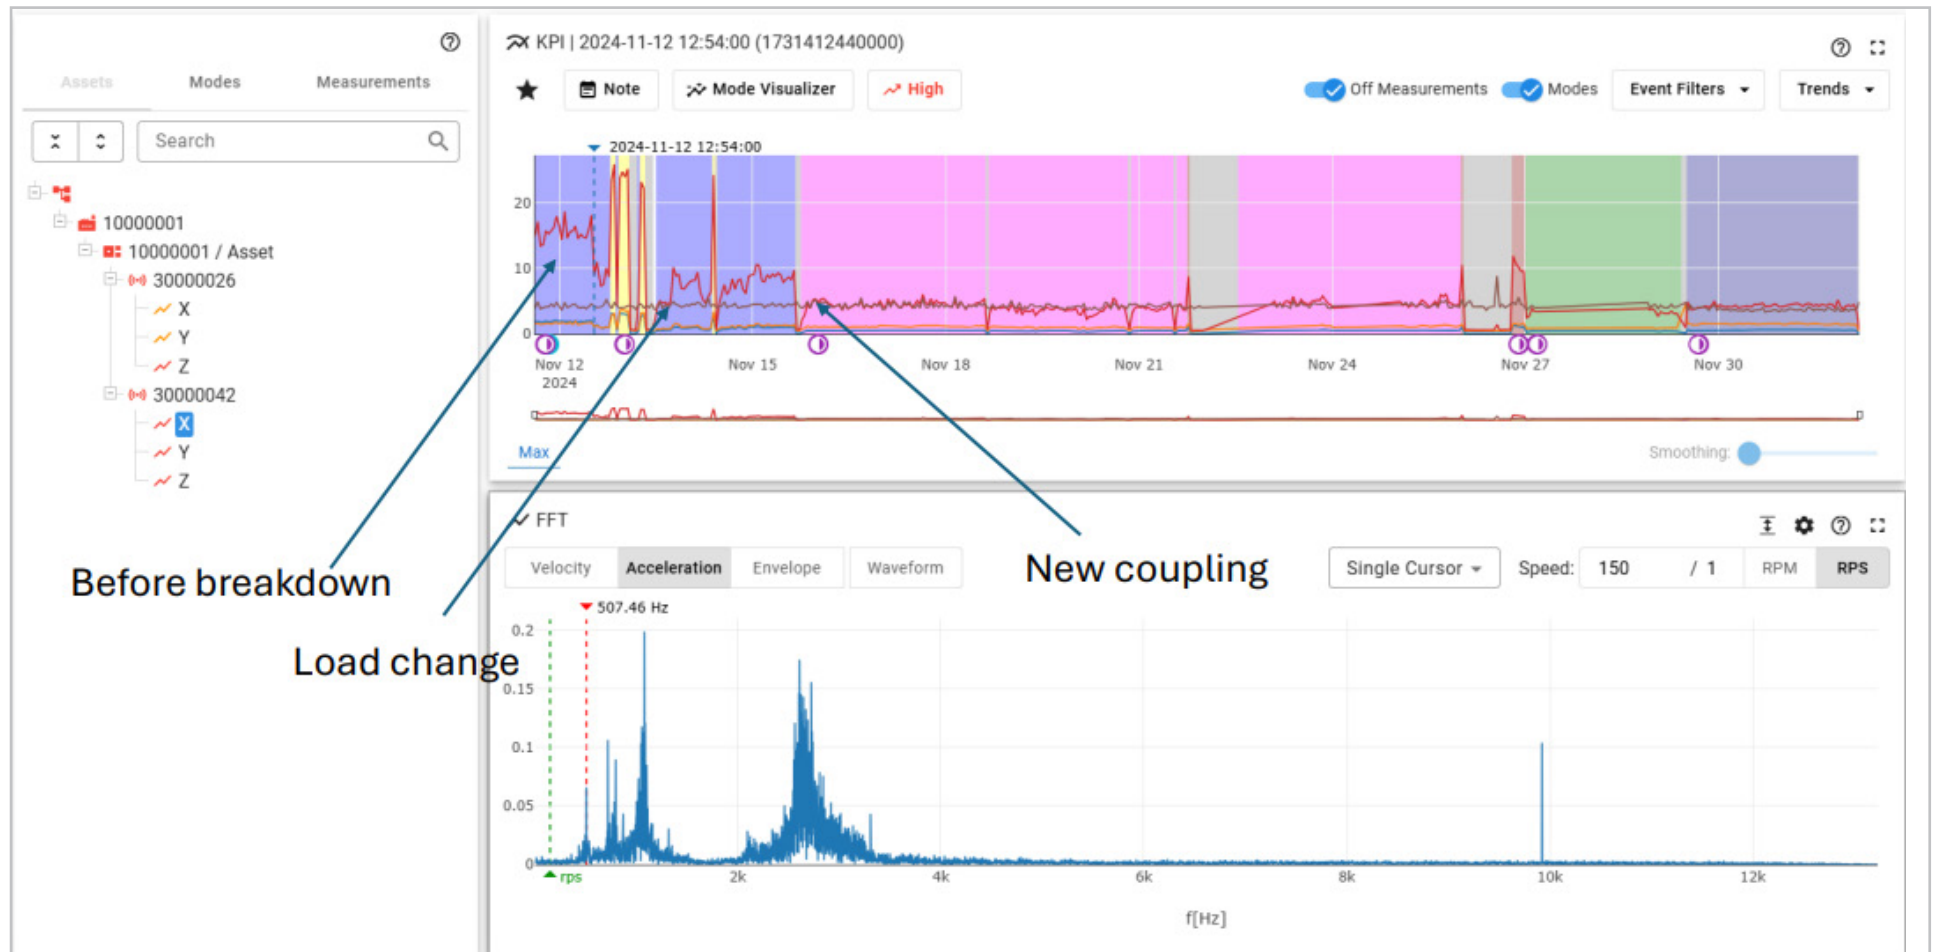 Assets Modes Measurements
Search
10000001
10000001 / Asset
30000026
X
Y
Z
30000042
X
Y
Z
KPI | 2024-11-12 12:54:00 (1731412440000)
Note Mode Visualizer High Off Measurements Modes Event Filters Trends
2024-11-12 12:54:00
20
10
0
Nov 12 Nov 15 Nov 18 Nov 21 Nov 24 Nov 27 Nov 30
2024
Max Smoothing:
Before breakdown
Load change
New coupling
FFT
Velocity Acceleration Envelope Waveform Single Cursor Speed: 150 / 1 RPM RPS
507.46 Hz
0.2
0.15
0.1
0.05
0
rps 2k 4k 6k 8k 10k 12k
f[Hz]